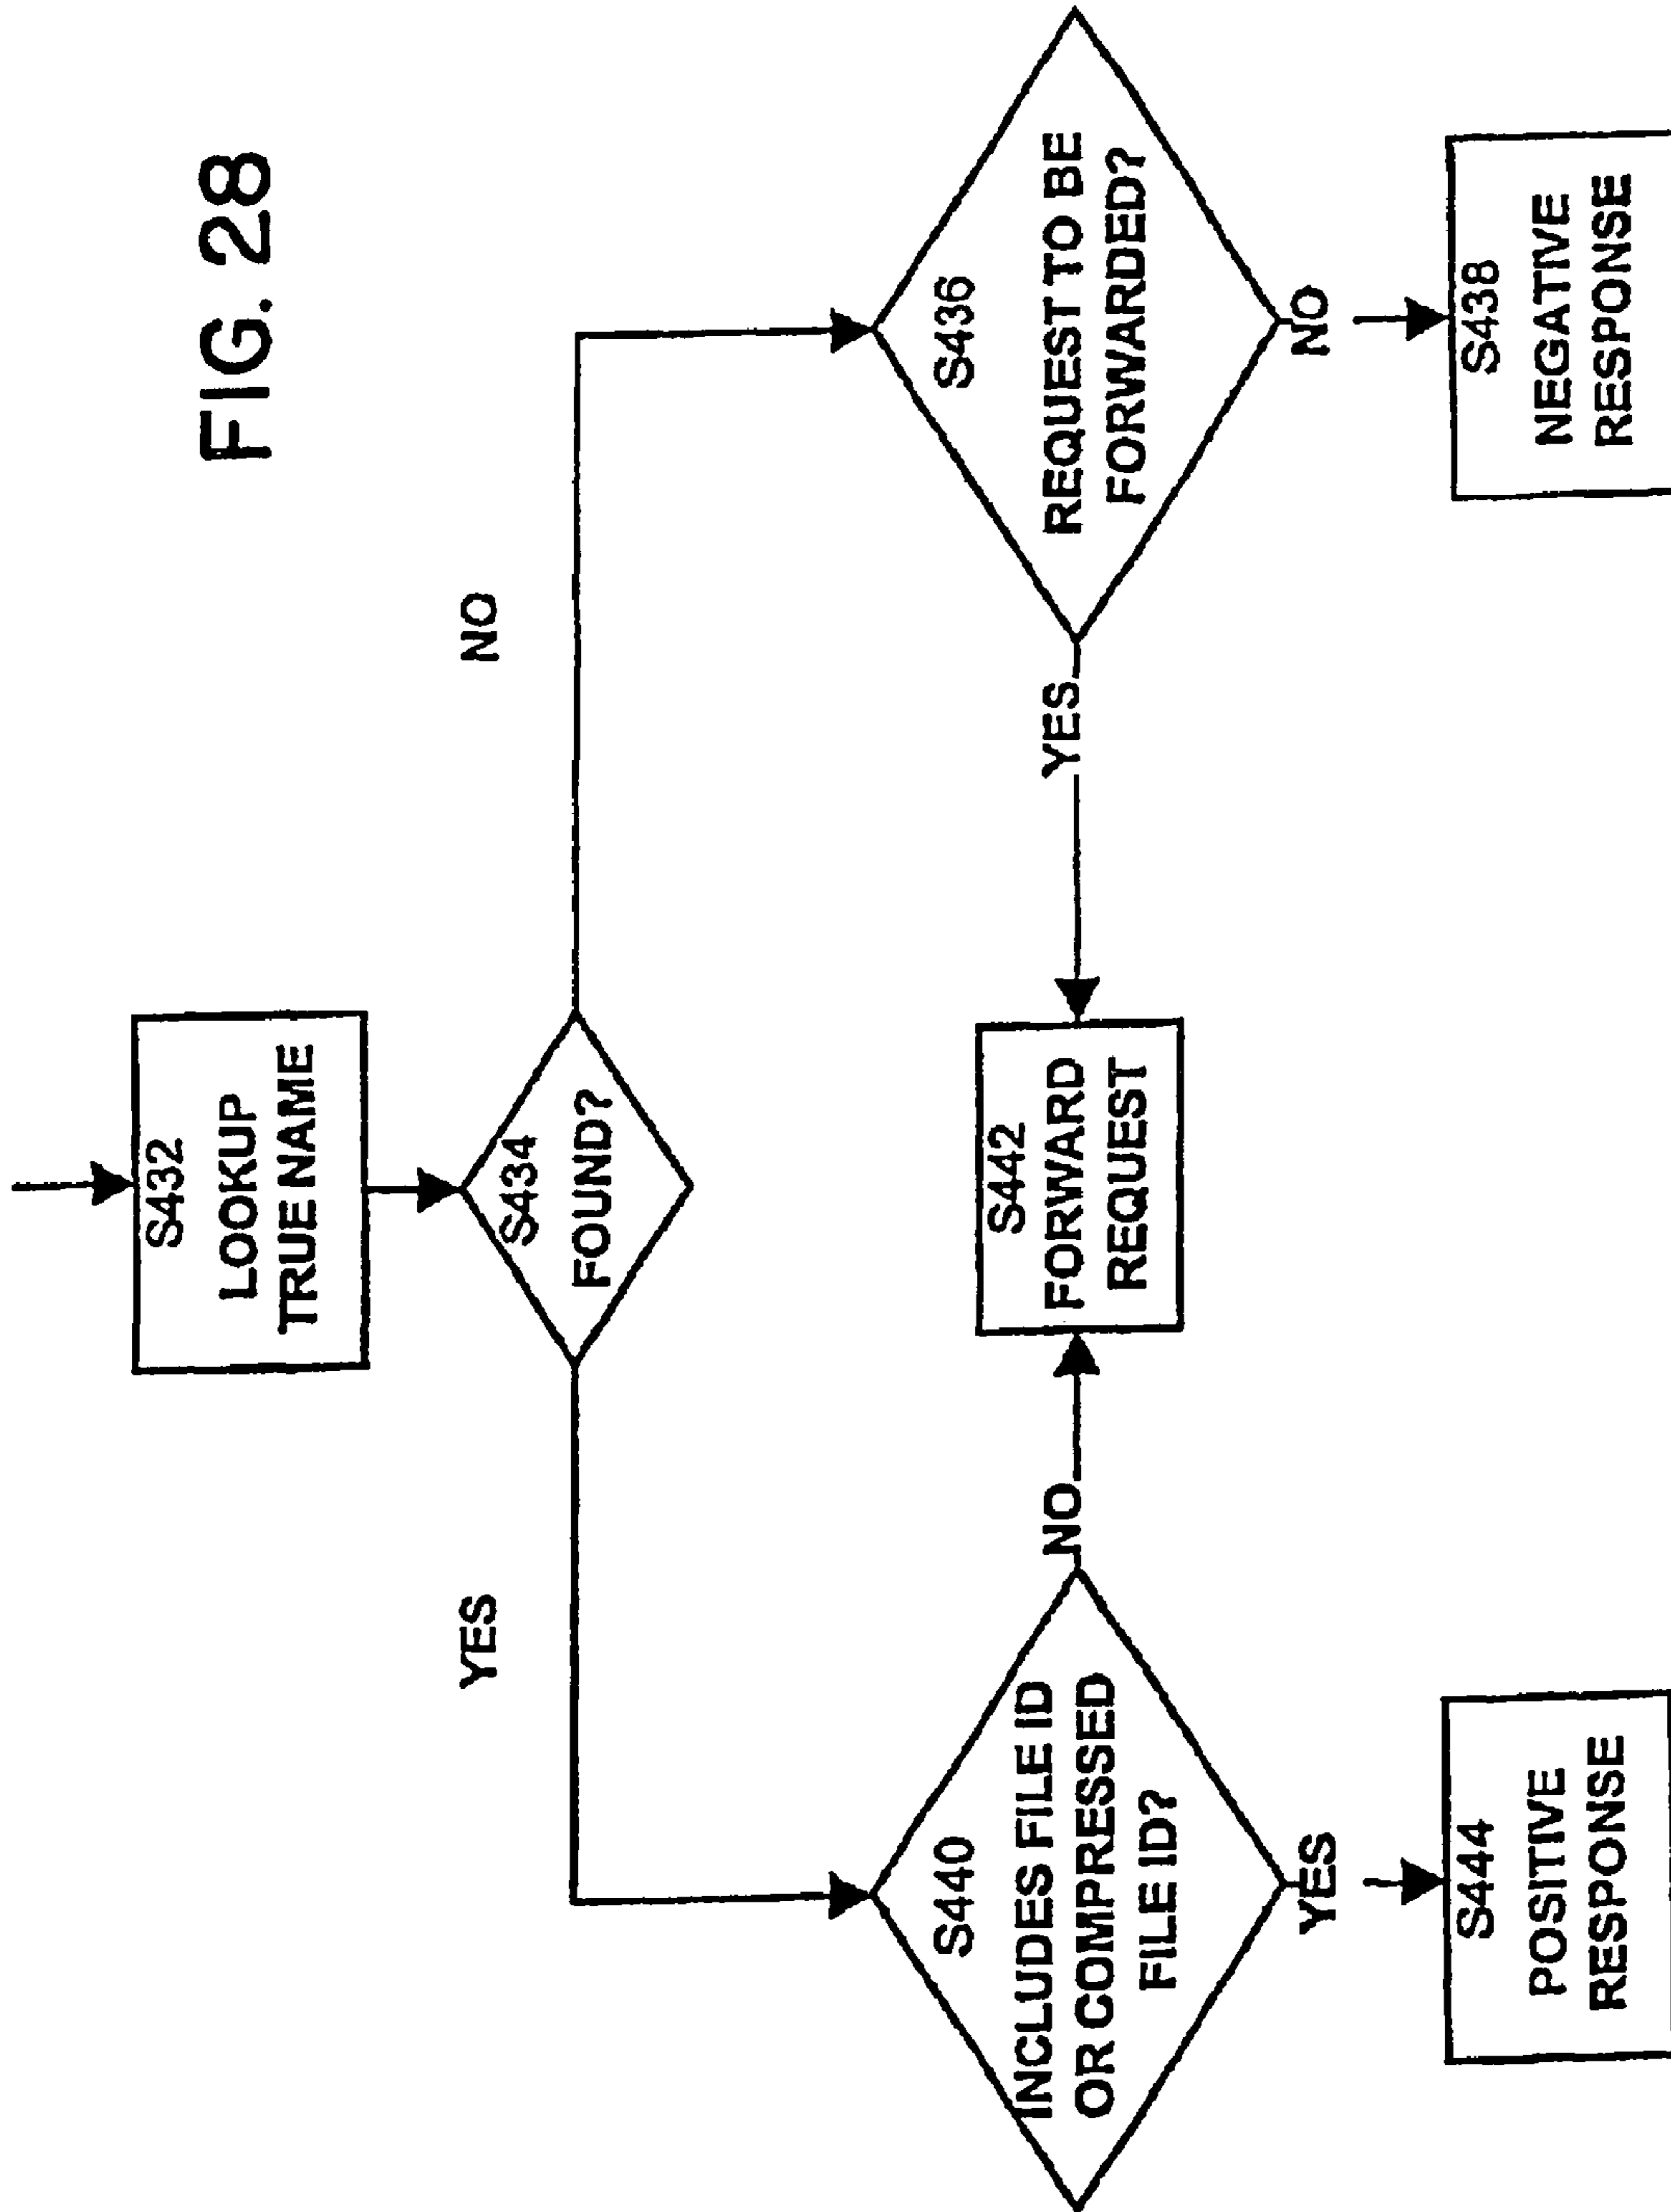 FIG. 28
S432
LOOKUP
TRUE NAME
S434
FOUND?
YES
NO
S440
INCLUDES FILE ID
OR COMPRESSED
FILE ID?
NO
S442
FORWARD
REQUEST
YES
S436
REQUEST TO BE
FORWARDED?
YES
NO
S444
POSITIVE
RESPONSE
S438
NEGATIVE
RESPONSE